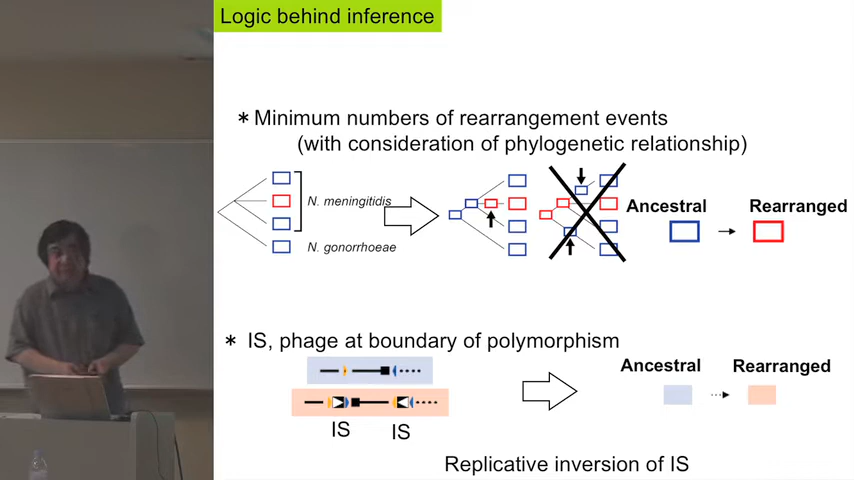 Logic behind inference
* Minimum numbers of rearrangement events
(with consideration of phylogenetic relationship)
N. meningitidis
N. gonorrhoeae
Ancestral
Rearranged
* IS, phage at boundary of polymorphism
Ancestral
Rearranged
IS
IS
Replicative inversion of IS